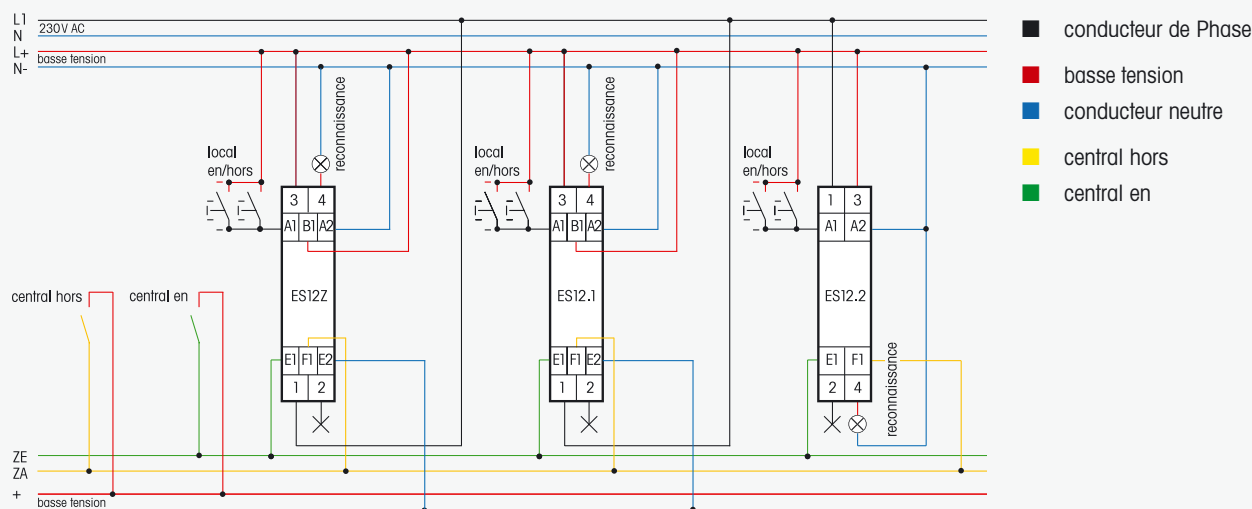 L1
230V AC
N
L+
basse tension
N-
conducteur de Phase
basse tension
conducteur neutre
central hors
central en
local
en/hors
reconnaissance
3 4
A1 B1 A2
ES12Z
E1 F1 E2
1 2
local
en/hors
reconnaissance
3 4
A1 B1 A2
ES12.1
E1 F1 E2
1 2
local
en/hors
1 3
A1 A2
ES12.2
E1 F1
2 4
reconnaissance
central hors
central en
ZE
ZA
+
basse tension